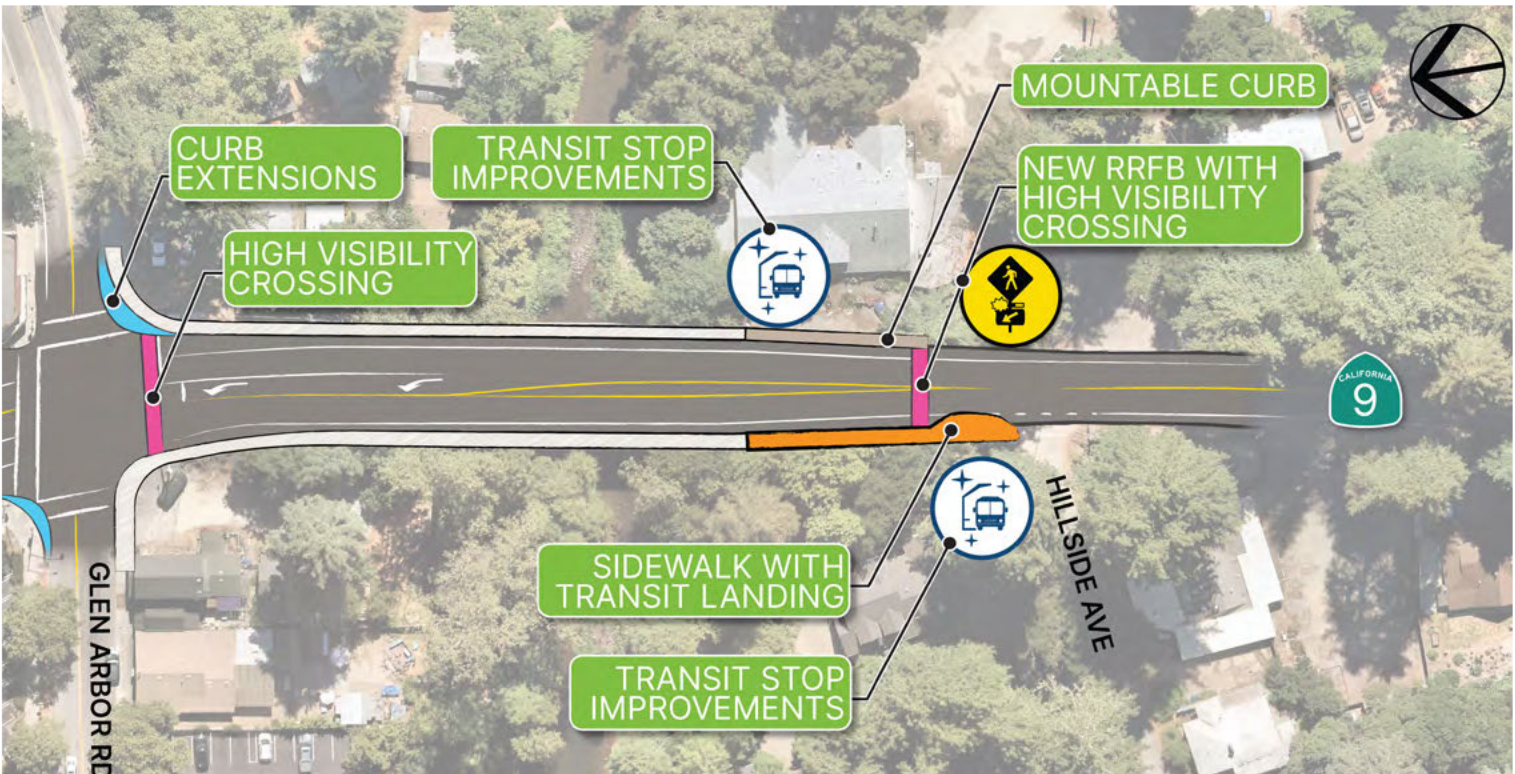 MOUNTABLE CURB
CURB
EXTENSIONS
TRANSIT STOP
IMPROVEMENTS
NEW RRFB WITH
HIGH VISIBILITY
CROSSING
HIGH VISIBILITY
CROSSING
CALIFORNIA
9
HILLSIDE AVE
SIDEWALK WITH
TRANSIT LANDING
GLEN ARBOR RD
TRANSIT STOP
IMPROVEMENTS